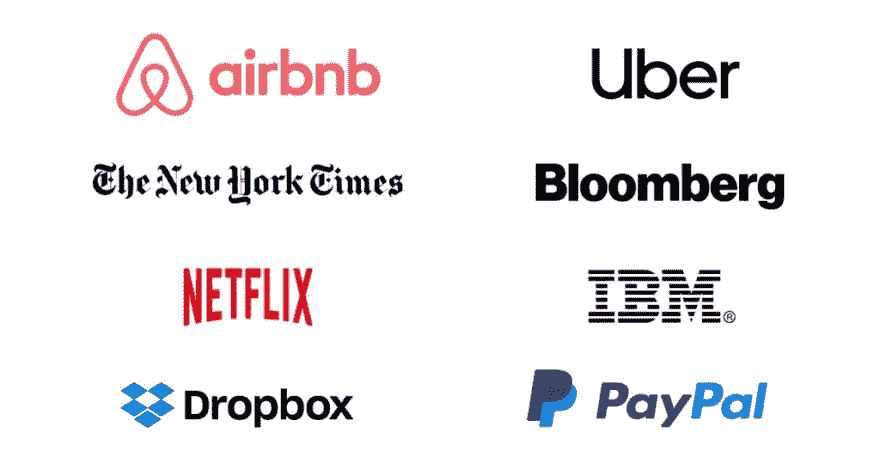 airbnb
Uber
The New York Times
Bloomberg
NETFLIX
IBM®
Dropbox
PayPal